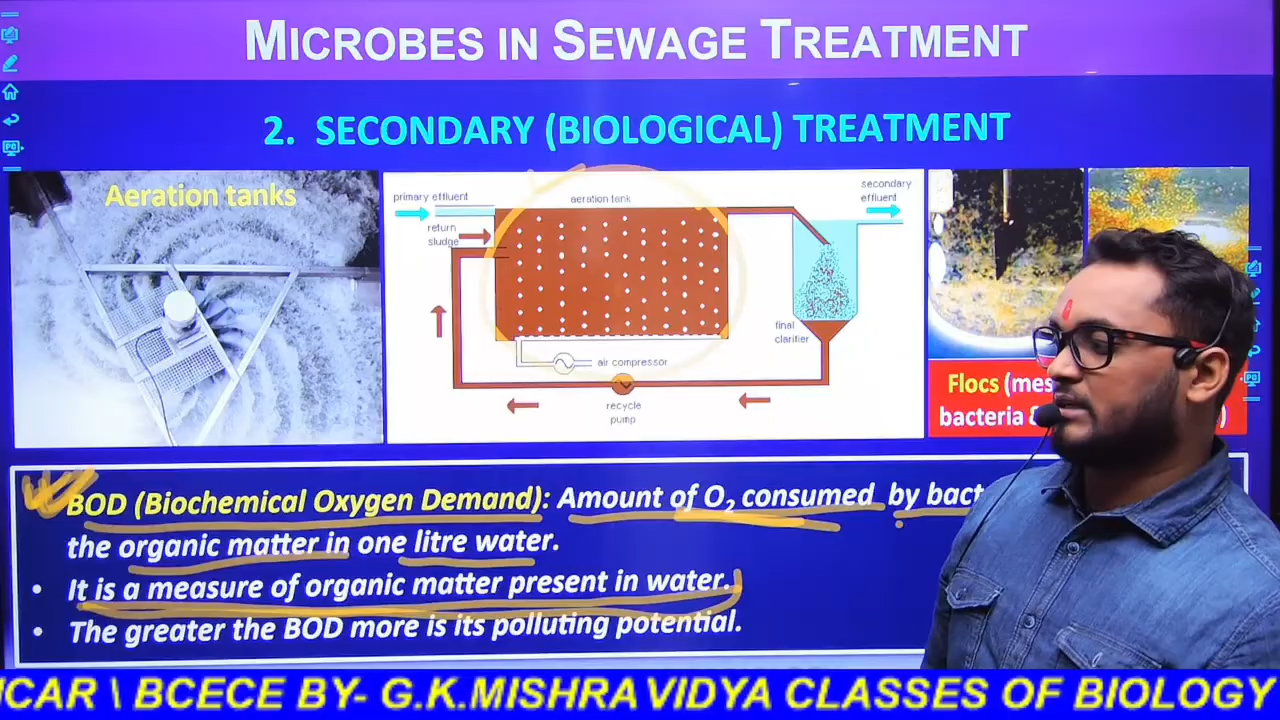 MICROBES IN SEWAGE TREATMENT
2. SECONDARY (BIOLOGICAL) TREATMENT
Aeration tanks
primary effluent
return
sludge
aeration tank
secondary
effluent
final
clarifier
air compressor
recycle
pump
Flocs (mes
bacteria &
)
BOD (Biochemical Oxygen Demand): Amount of O2 consumed by bact
the organic matter in one litre water.
• It is a measure of organic matter present in water.
• The greater the BOD more is its polluting potential.
ICAR \ BCECE BY- G.K.MISHRA VIDYA CLASSES OF BIOLOGY